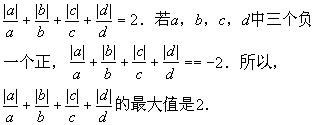 |a|/a + |b|/b + |c|/c + |d|/d = 2．若a，b，c，d中三个负
一个正，|a|/a + |b|/b + |c|/c + |d|/d == -2．所以，
|a|/a + |b|/b + |c|/c + |d|/d的最大值是2．